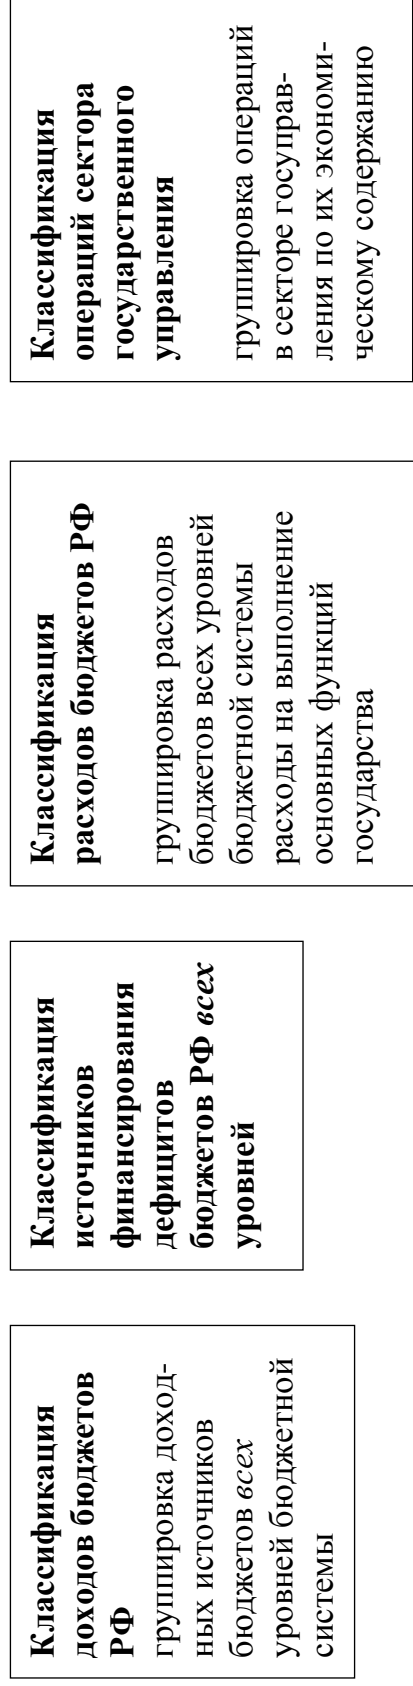 Классификация
доходов бюджетов
РФ
группировка доход-
ных источников
бюджетов всех
уровней бюджетной
системы
Классификация
источников
финансирования
дефицитов
бюджетов РФ всех
уровней
Классификация
расходов бюджетов РФ
группировка расходов
бюджетов всех уровней
бюджетной системы
расходы на выполнение
основных функций
государства
Классификация
операций сектора
государственного
управления
группировка операций
в секторе госуправ-
ления по их экономи-
ческому содержанию